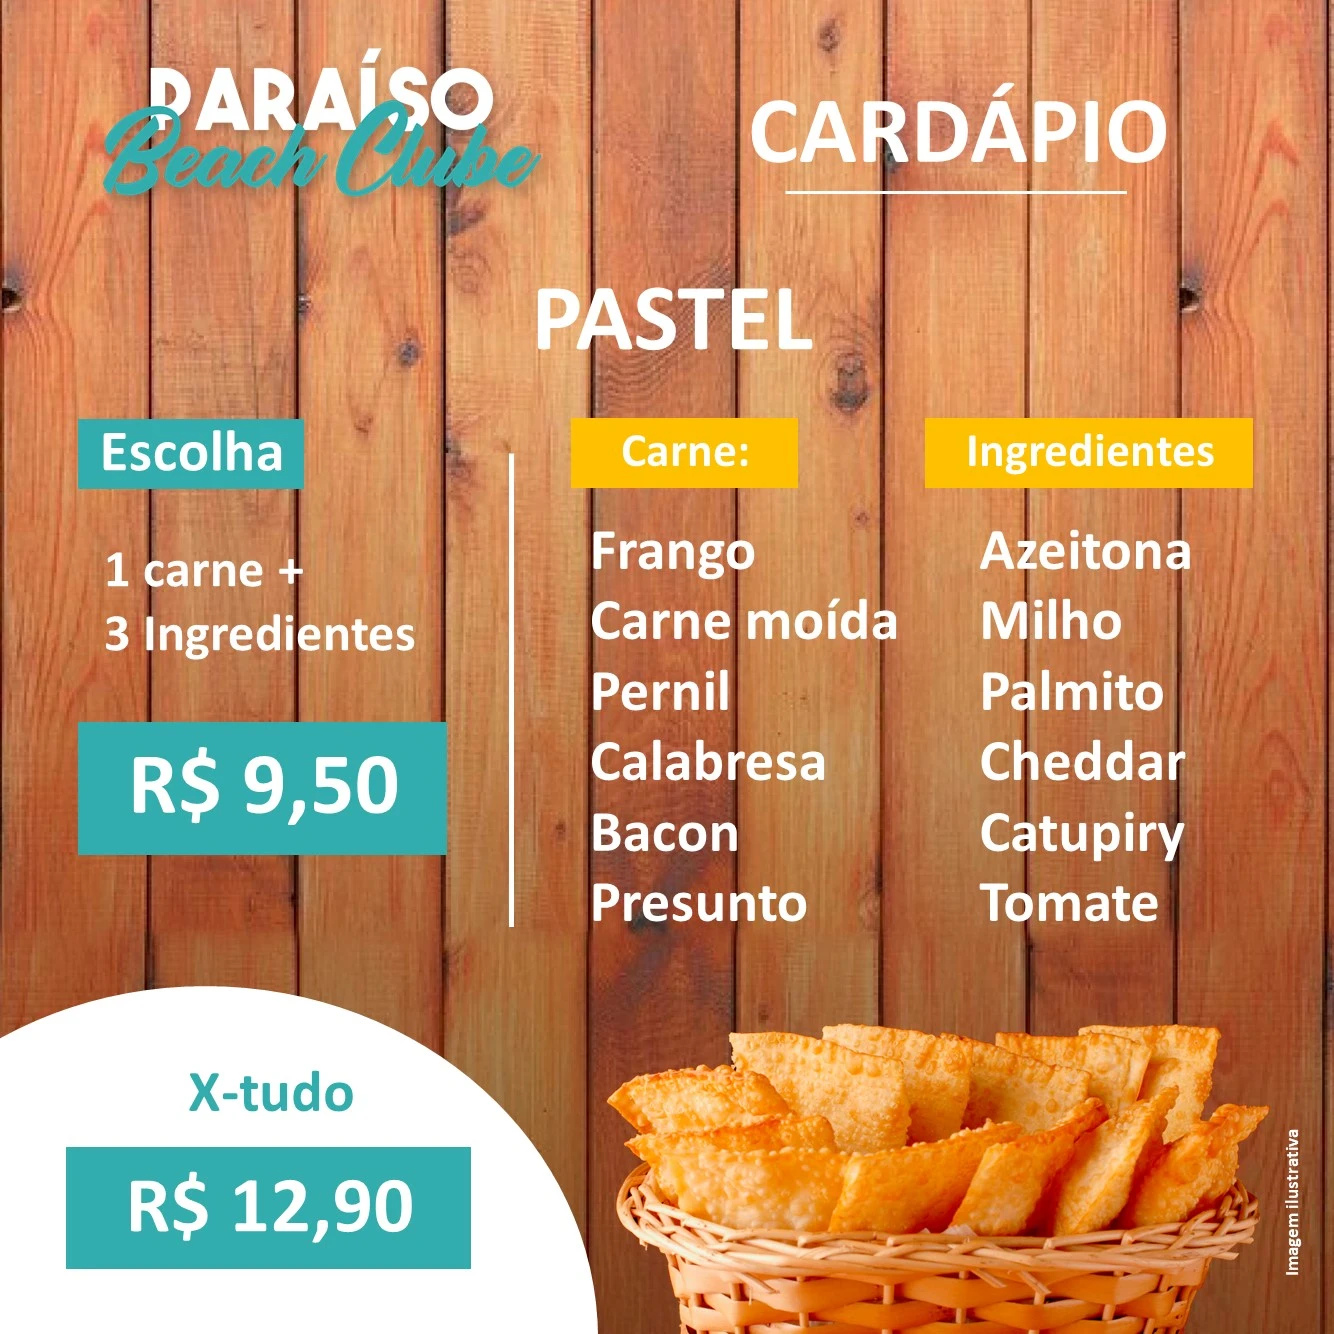 PARAÍSO
Beach Clube
CARDÁPIO
PASTEL
Escolha
1 carne +
3 Ingredientes
R$ 9,50
Carne:
Frango
Carne moída
Pernil
Calabresa
Bacon
Presunto
Ingredientes
Azeitona
Milho
Palmito
Cheddar
Catupiry
Tomate
X-tudo
R$ 12,90
Imagem ilustrativa